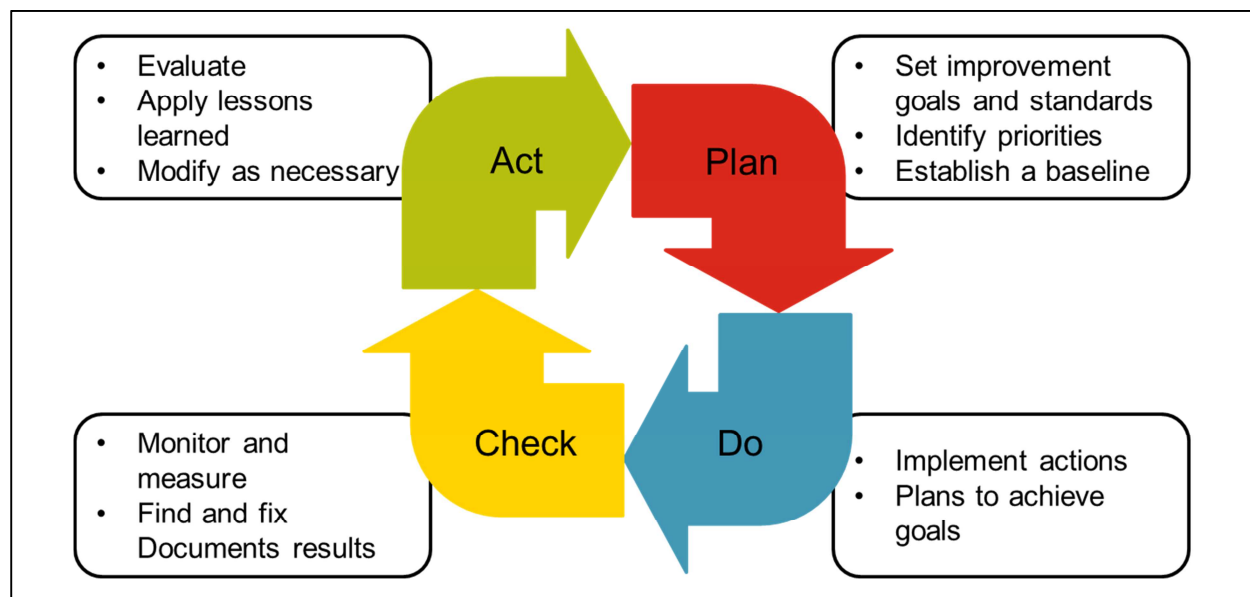 • Evaluate
• Apply lessons
learned
• Modify as necessary
Act
Plan
• Set improvement
goals and standards
• Identify priorities
• Establish a baseline
• Monitor and
measure
• Find and fix
Documents results
Check
Do
• Implement actions
• Plans to achieve
goals